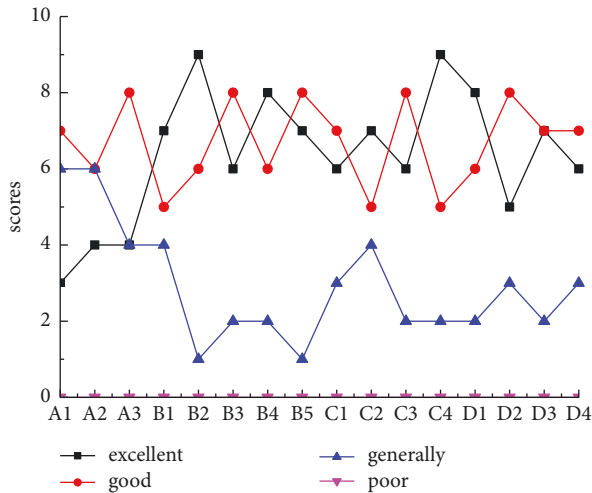 10
8
6
4
2
0
scores
A1 A2 A3 B1 B2 B3 B4 B5 C1 C2 C3 C4 D1 D2 D3 D4
excellent generally
good poor